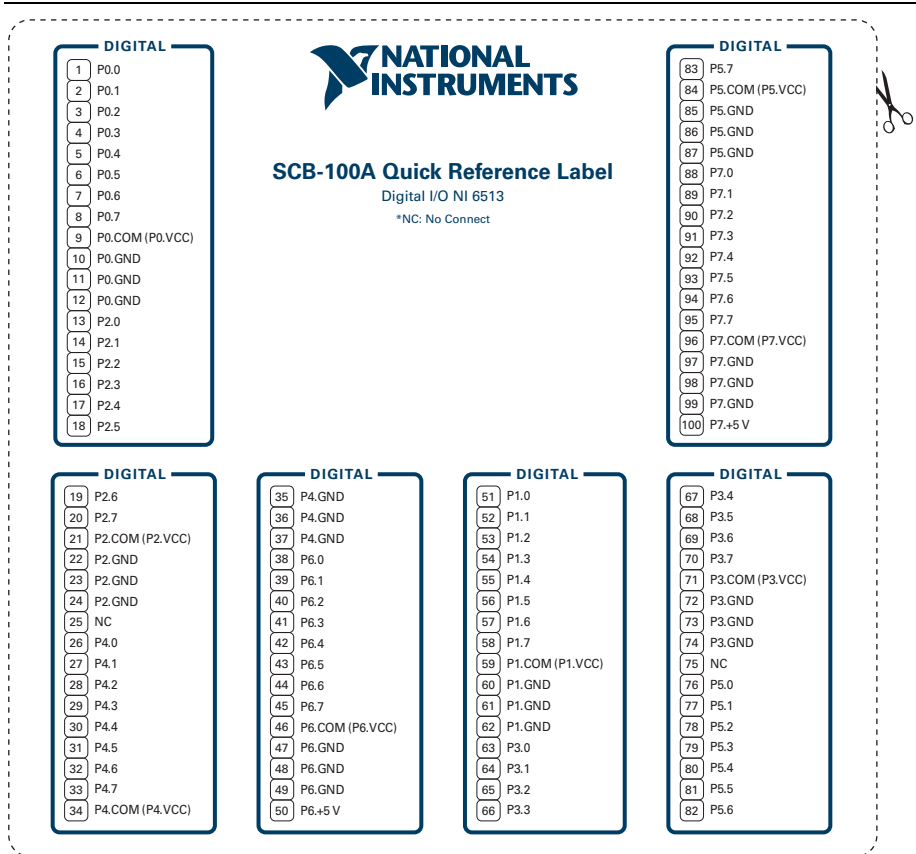 NATIONAL
INSTRUMENTS
SCB-100A Quick Reference Label
Digital I/O NI 6513
*NC: No Connect
DIGITAL
1 P0.0
2 P0.1
3 P0.2
4 P0.3
5 P0.4
6 P0.5
7 P0.6
8 P0.7
9 P0.COM (P0.VCC)
10 P0.GND
11 P0.GND
12 P0.GND
13 P2.0
14 P2.1
15 P2.2
16 P2.3
17 P2.4
18 P2.5
DIGITAL
83 P5.7
84 P5.COM (P5.VCC)
85 P5.GND
86 P5.GND
87 P5.GND
88 P7.0
89 P7.1
90 P7.2
91 P7.3
92 P7.4
93 P7.5
94 P7.6
95 P7.7
96 P7.COM (P7.VCC)
97 P7.GND
98 P7.GND
99 P7.GND
100 P7.+5 V
DIGITAL
19 P2.6
20 P2.7
21 P2.COM (P2.VCC)
22 P2.GND
23 P2.GND
24 P2.GND
25 NC
26 P4.0
27 P4.1
28 P4.2
29 P4.3
30 P4.4
31 P4.5
32 P4.6
33 P4.7
34 P4.COM (P4.VCC)
DIGITAL
35 P4.GND
36 P4.GND
37 P4.GND
38 P6.0
39 P6.1
40 P6.2
41 P6.3
42 P6.4
43 P6.5
44 P6.6
45 P6.7
46 P6.COM (P6.VCC)
47 P6.GND
48 P6.GND
49 P6.GND
50 P6.+5 V
DIGITAL
51 P1.0
52 P1.1
53 P1.2
54 P1.3
55 P1.4
56 P1.5
57 P1.6
58 P1.7
59 P1.COM (P1.VCC)
60 P1.GND
61 P1.GND
62 P1.GND
63 P3.0
64 P3.1
65 P3.2
66 P3.3
DIGITAL
67 P3.4
68 P3.5
69 P3.6
70 P3.7
71 P3.COM (P3.VCC)
72 P3.GND
73 P3.GND
74 P3.GND
75 NC
76 P5.0
77 P5.1
78 P5.2
79 P5.3
80 P5.4
81 P5.5
82 P5.6